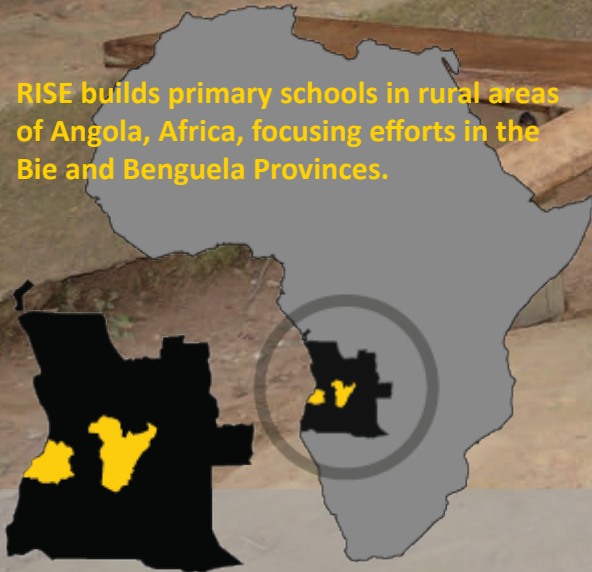 RISE builds primary schools in rural areas
of Angola, Africa, focusing efforts in the
Bie and Benguela Provinces.